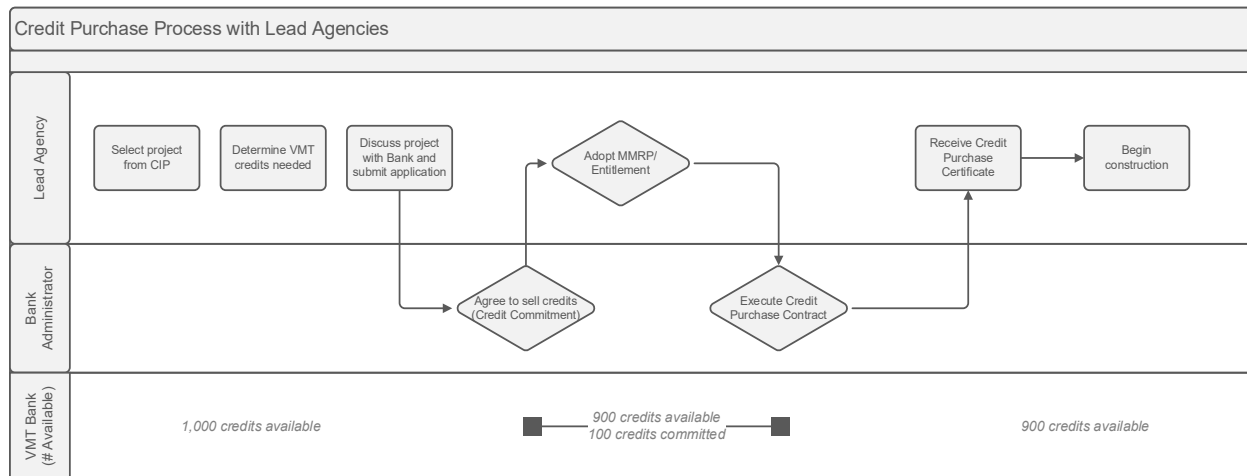 Credit Purchase Process with Lead Agencies
Lead Agency
Select project
from CIP
Determine VMT
credits needed
Discuss project
with Bank and
submit application
Adopt MMRP/
Entitlement
Receive Credit
Purchase
Certificate
Begin
construction
Bank
Administrator
Agree to sell credits
(Credit Commitment)
Execute Credit
Purchase Contract
VMT Bank
(# Available)
1,000 credits available
900 credits available
100 credits committed
900 credits available